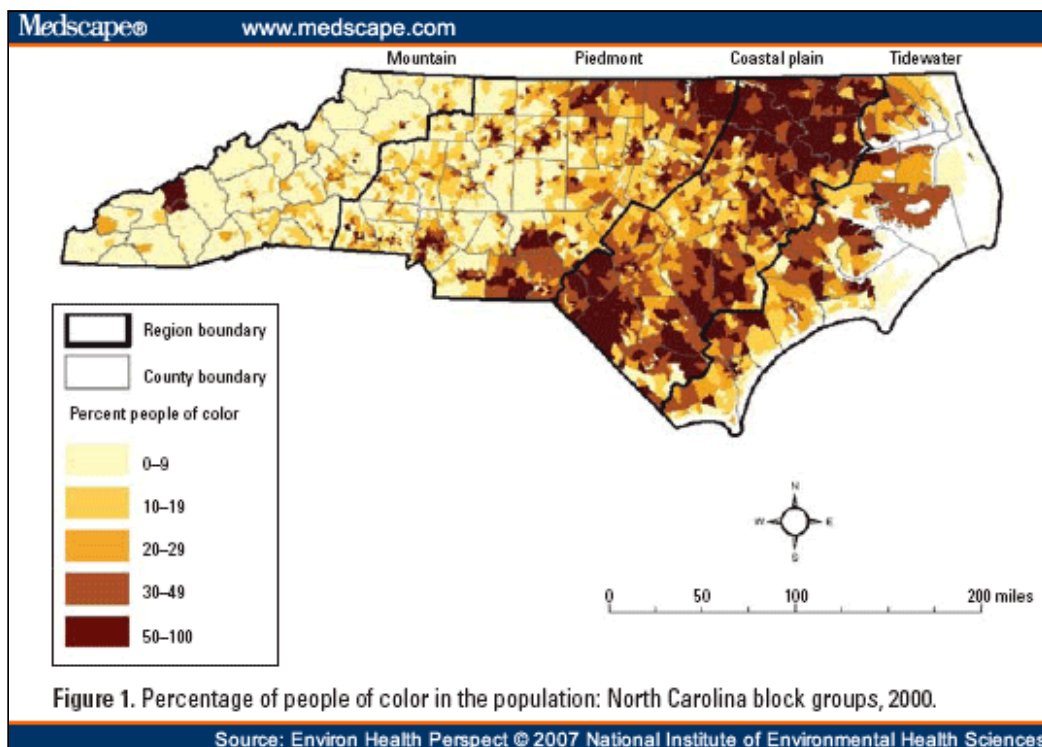 Medscape® www.medscape.com
Mountain Piedmont Coastal plain Tidewater
Region boundary
County boundary
Percent people of color
0–9
10–19
20–29
30–49
50–100
N
W E
S
0 50 100 200 miles
Figure 1. Percentage of people of color in the population: North Carolina block groups, 2000.
Source: Environ Health Perspect © 2007 National Institute of Environmental Health Sciences